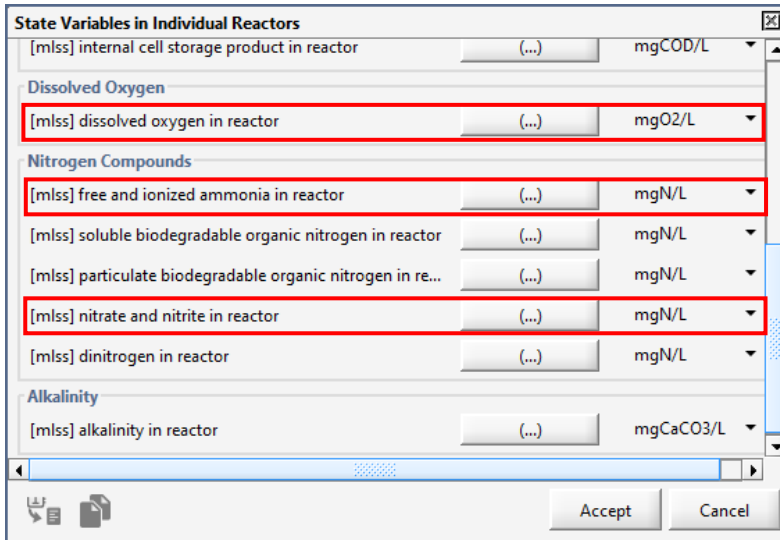 State Variables in Individual Reactors
[mlss] internal cell storage product in reactor (...) mgCOD/L
Dissolved Oxygen
[mlss] dissolved oxygen in reactor (...) mgO2/L
Nitrogen Compounds
[mlss] free and ionized ammonia in reactor (...) mgN/L
[mlss] soluble biodegradable organic nitrogen in reactor (...) mgN/L
[mlss] particulate biodegradable organic nitrogen in re... (...) mgN/L
[mlss] nitrate and nitrite in reactor (...) mgN/L
[mlss] dinitrogen in reactor (...) mgN/L
Alkalinity
[mlss] alkalinity in reactor (...) mgCaCO3/L
Accept Cancel